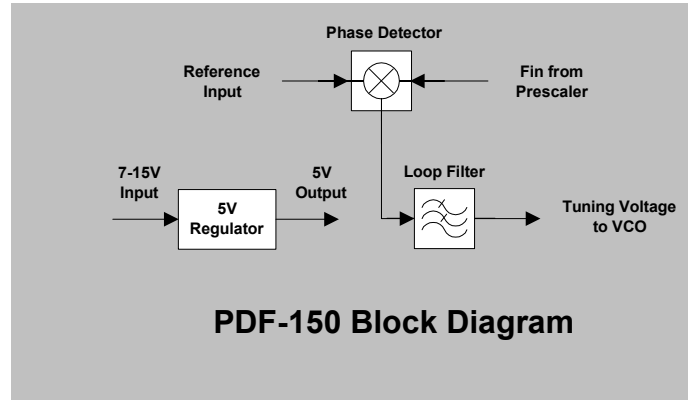 Phase Detector
Reference
Input
Fin from
Prescaler
7-15V
Input
5V
Output
Loop Filter
5V
Regulator
Tuning Voltage
to VCO
PDF-150 Block Diagram